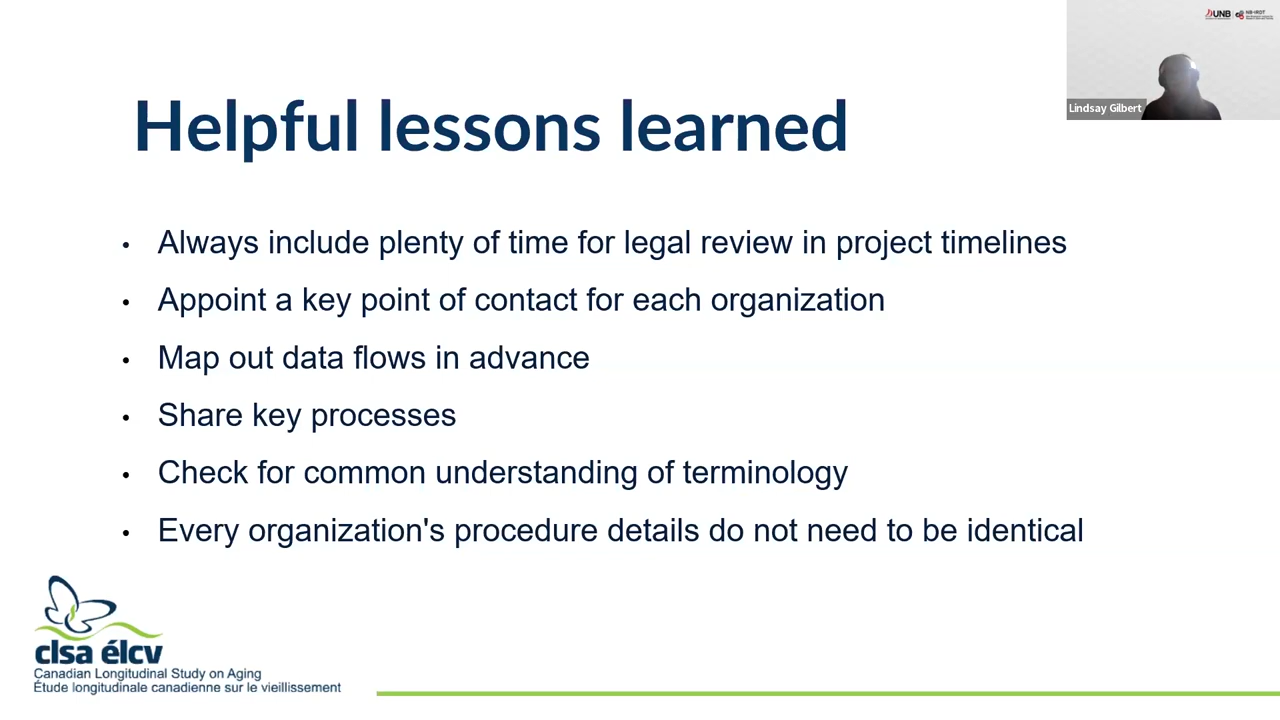 UNB
NB-IRDT
Lindsay Gilbert
Helpful lessons learned
• Always include plenty of time for legal review in project timelines
• Appoint a key point of contact for each organization
• Map out data flows in advance
• Share key processes
• Check for common understanding of terminology
• Every organization's procedure details do not need to be identical
clsa élcv
Canadian Longitudinal Study on Aging
Étude longitudinale canadienne sur le vieillissement